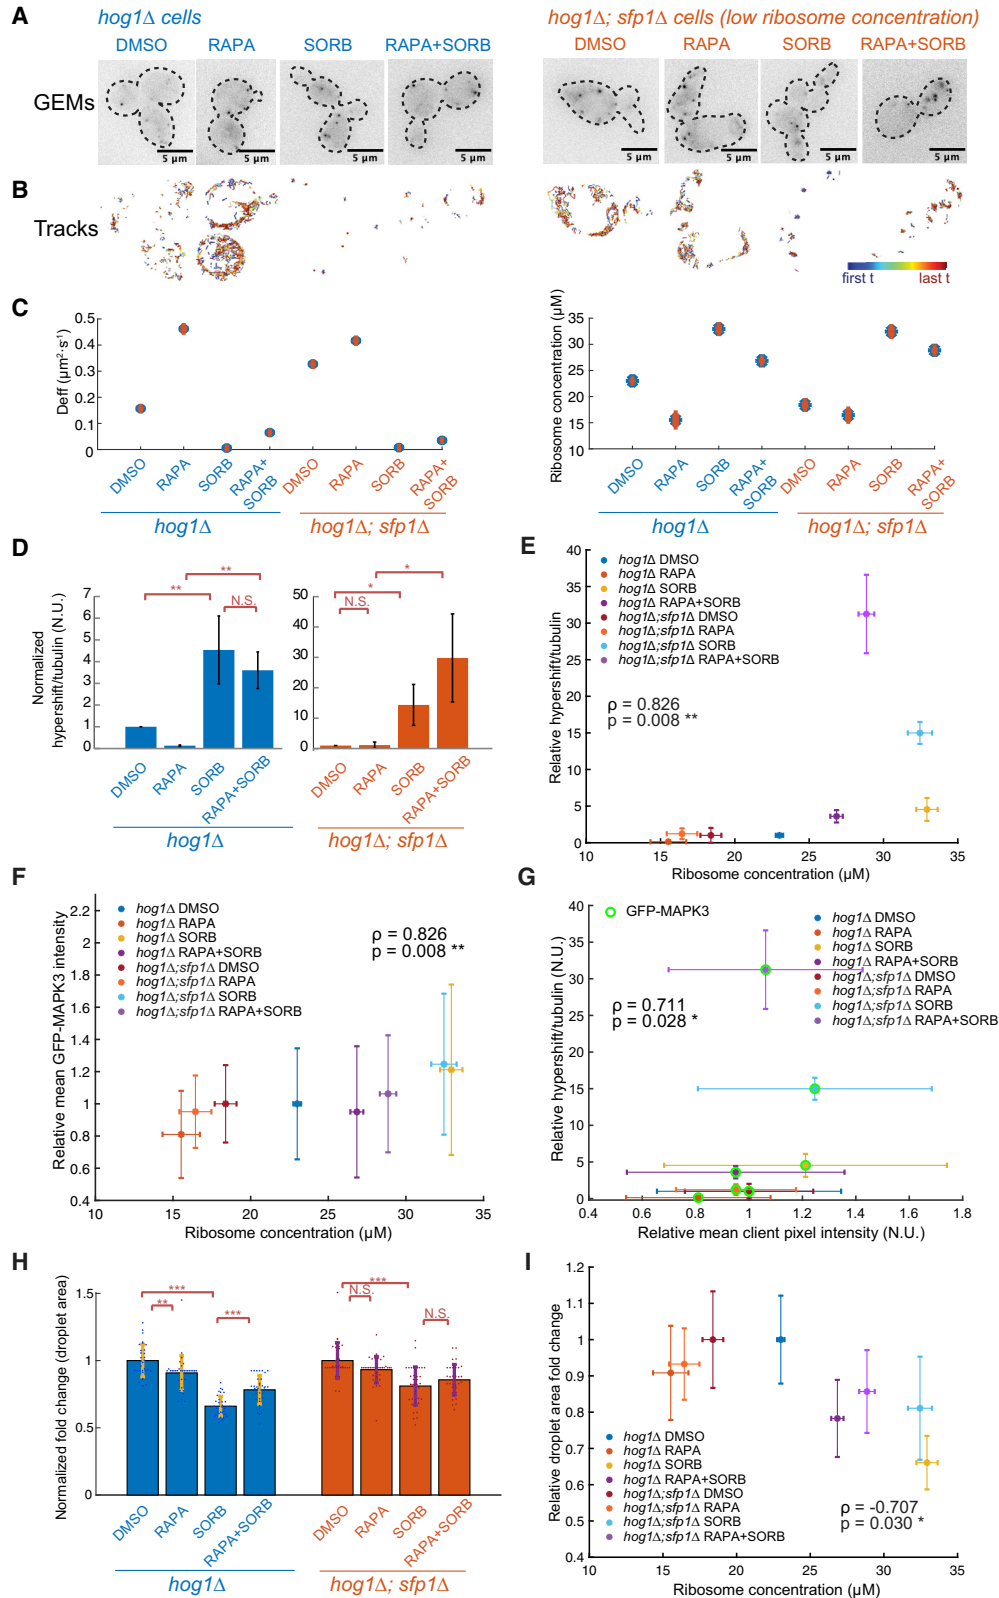 A
hog1Δ cells
hog1Δ; sfp1Δ cells (low ribosome concentration)
DMSO RAPA SORB RAPA+SORB
DMSO RAPA SORB RAPA+SORB
GEMs
5 µm 5 µm 5 µm 5 µm
5 µm 5 µm 5 µm 5 µm
B
Tracks
first t last t
C
Deff (µm²·s⁻¹)
0.5
0.4
0.3
0.2
0.1
0
DMSO RAPA SORB RAPA+
SORB
DMSO RAPA SORB RAPA+
SORB
hog1Δ
hog1Δ; sfp1Δ
Ribosome concentration (µM)
35
30
25
20
15
10
DMSO RAPA SORB RAPA+
SORB
DMSO RAPA SORB RAPA+
SORB
hog1Δ
hog1Δ; sfp1Δ
D
Normalized
hypershift/tubulin (N.U.)
7
6
5
4
3
2
1
0
**
**
N.S.
DMSO RAPA SORB RAPA+SORB
hog1Δ
50
40
30
20
10
0
*
*
N.S.
DMSO RAPA SORB RAPA+SORB
hog1Δ; sfp1Δ
E
Relative hypershift/tubulin
40
35
30
25
20
15
10
5
0
hog1Δ DMSO
hog1Δ RAPA
hog1Δ SORB
hog1Δ RAPA+SORB
hog1Δ;sfp1Δ DMSO
hog1Δ;sfp1Δ RAPA
hog1Δ;sfp1Δ SORB
hog1Δ;sfp1Δ RAPA+SORB
ρ = 0.826
p = 0.008 **
10 15 20 25 30 35
Ribosome concentration (µM)
F
Relative mean GFP-MAPK3 intensity
2.2
2
1.8
1.6
1.4
1.2
1
0.8
0.6
0.4
hog1Δ DMSO
hog1Δ RAPA
hog1Δ SORB
hog1Δ RAPA+SORB
hog1Δ;sfp1Δ DMSO
hog1Δ;sfp1Δ RAPA
hog1Δ;sfp1Δ SORB
hog1Δ;sfp1Δ RAPA+SORB
ρ = 0.826
p = 0.008 **
10 15 20 25 30 35
Ribosome concentration (µM)
G
Relative hypershift/tubulin (N.U.)
40
35
30
25
20
15
10
5
0
GFP-MAPK3
hog1Δ DMSO
hog1Δ RAPA
hog1Δ SORB
hog1Δ RAPA+SORB
hog1Δ;sfp1Δ DMSO
hog1Δ;sfp1Δ RAPA
hog1Δ;sfp1Δ SORB
hog1Δ;sfp1Δ RAPA+SORB
ρ = 0.711
p = 0.028 *
0.4 0.6 0.8 1 1.2 1.4 1.6 1.8
Relative mean client pixel intensity (N.U.)
H
Normalized fold change (droplet area)
1.5
1.0
0.5
0
***
**
***
***
N.S.
N.S.
DMSO RAPA SORB RAPA+SORB
DMSO RAPA SORB RAPA+SORB
hog1Δ
hog1Δ; sfp1Δ
I
Relative droplet area fold change
1.2
1.1
1
0.9
0.8
0.7
0.6
0.5
0.4
hog1Δ DMSO
hog1Δ RAPA
hog1Δ SORB
hog1Δ RAPA+SORB
hog1Δ;sfp1Δ DMSO
hog1Δ;sfp1Δ RAPA
hog1Δ;sfp1Δ SORB
hog1Δ;sfp1Δ RAPA+SORB
ρ = -0.707
p = 0.030 *
10 15 20 25 30 35
Ribosome concentration (µM)